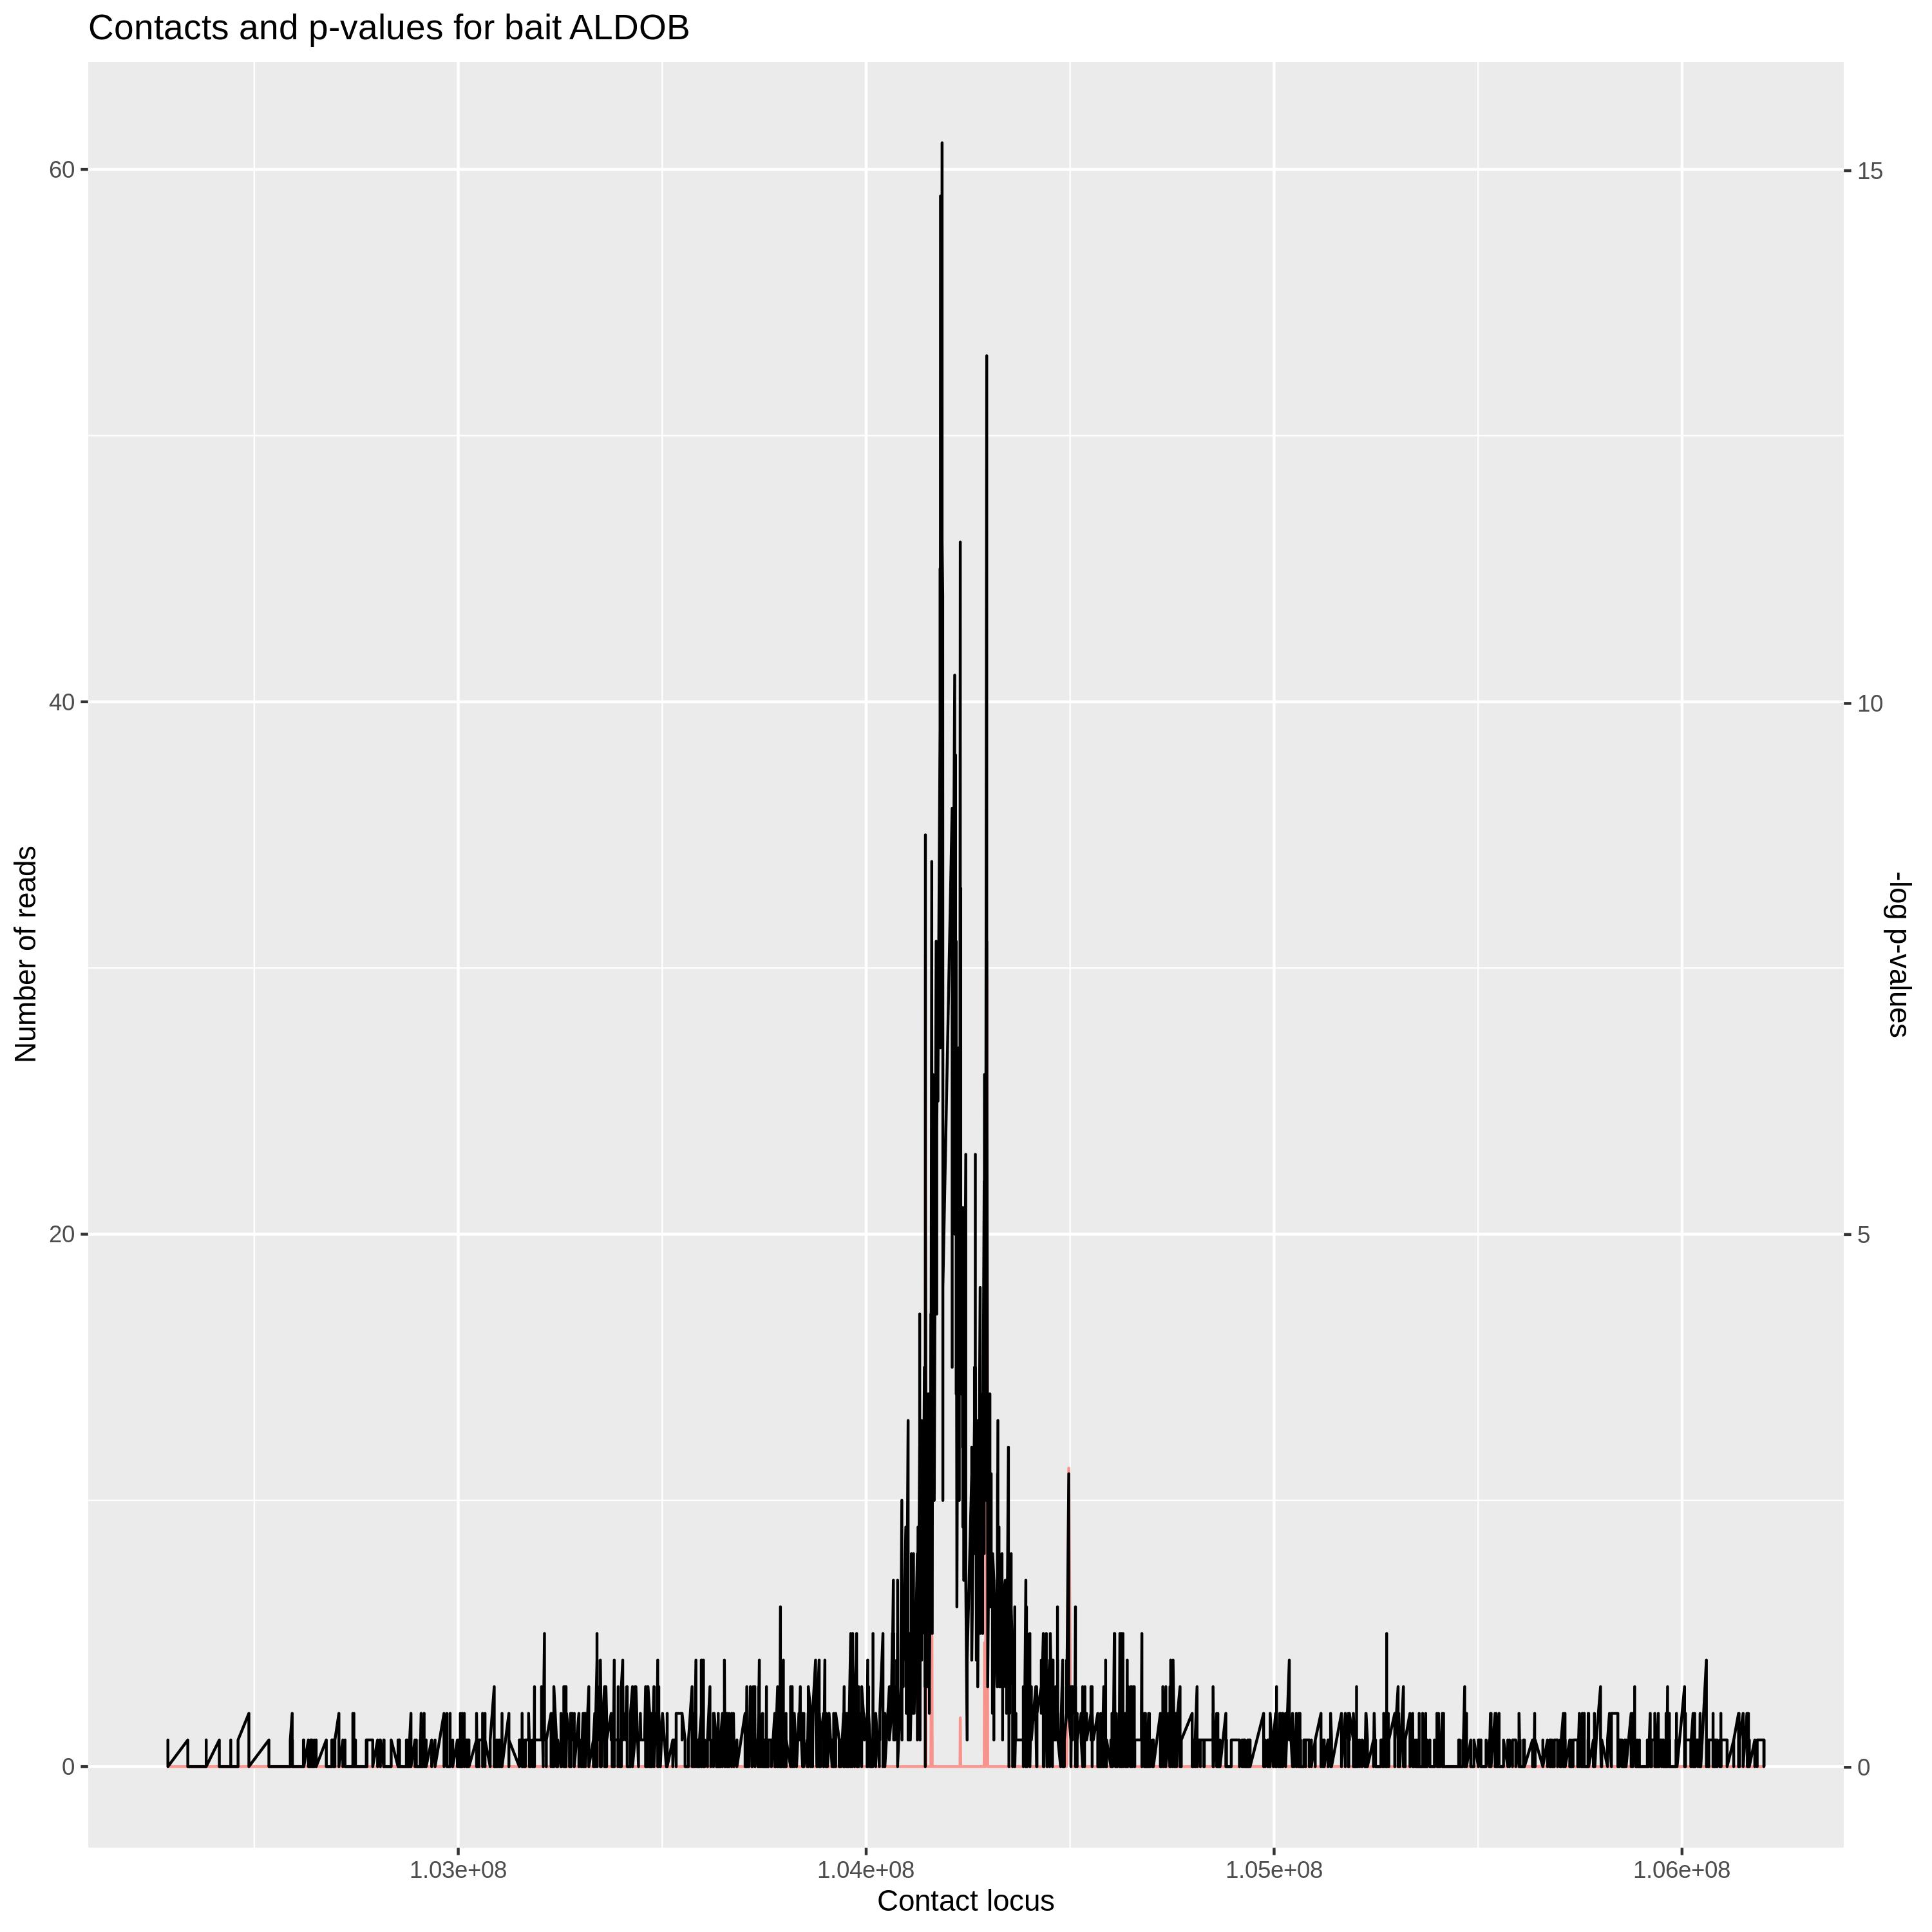 Contacts and p-values for bait ALDOB
60
40
20
0
Number of reads
15
10
5
0
-log p-values
1.03e+08 1.04e+08 1.05e+08 1.06e+08
Contact locus